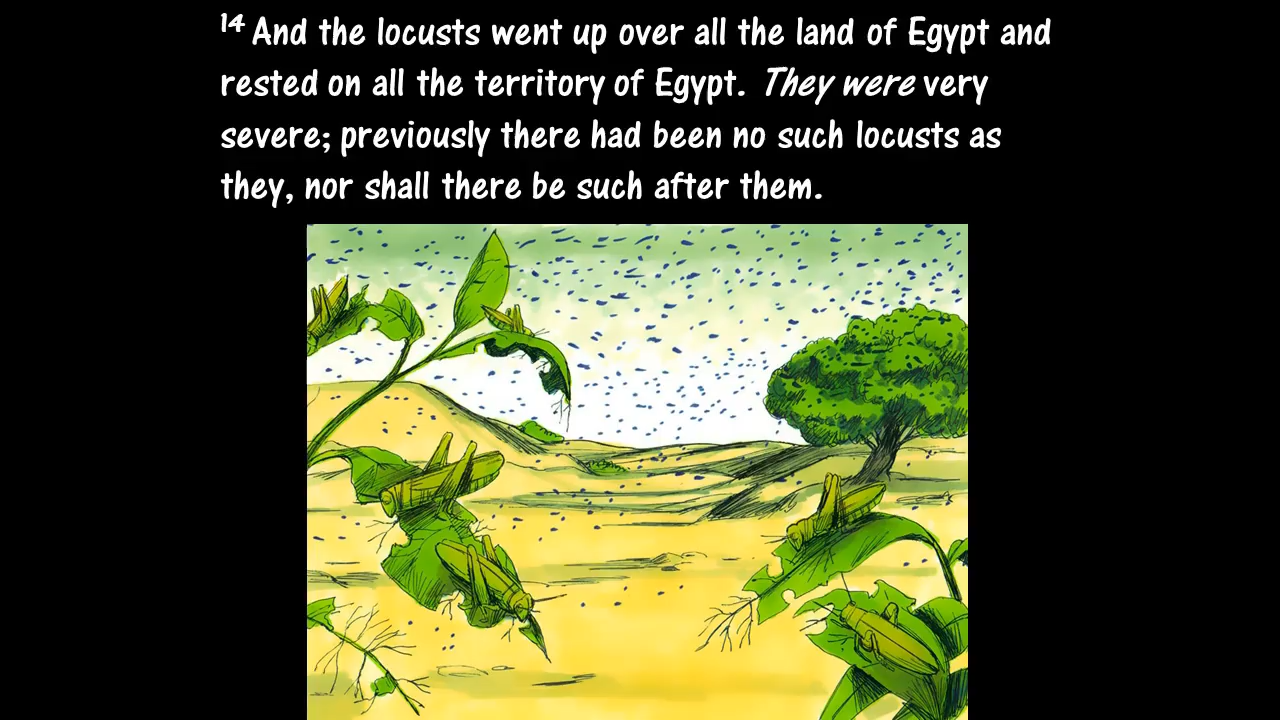 14 And the locusts went up over all the land of Egypt and
rested on all the territory of Egypt. They were very
severe; previously there had been no such locusts as
they, nor shall there be such after them.